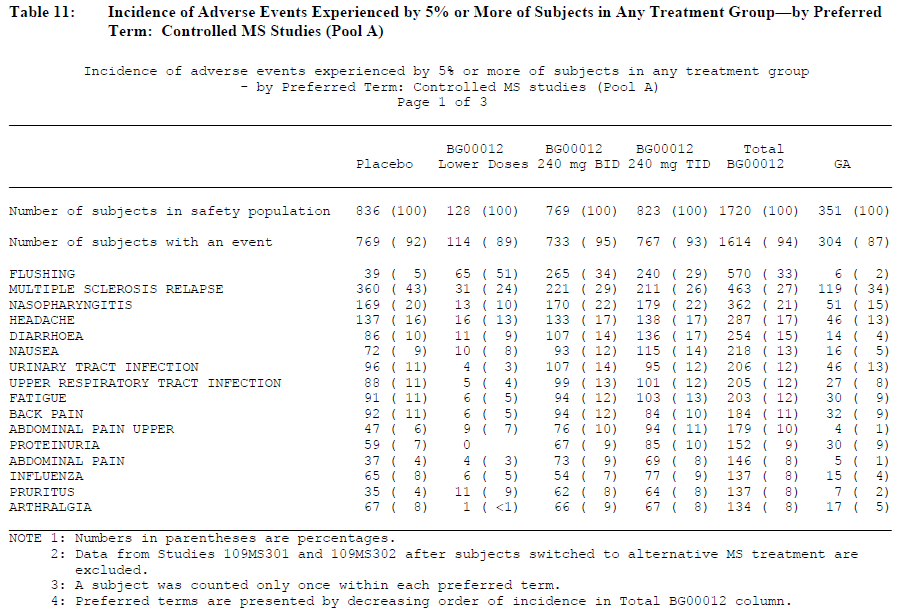 Table 11: Incidence of Adverse Events Experienced by 5% or More of Subjects in Any Treatment Group—by Preferred
Term: Controlled MS Studies (Pool A)
Incidence of adverse events experienced by 5% or more of subjects in any treatment group
- by Preferred Term: Controlled MS studies (Pool A)
Page 1 of 3
BG00012 BG00012 BG00012 Total
Placebo Lower Doses 240 mg BID 240 mg TID BG00012 GA
Number of subjects in safety population 836 (100) 128 (100) 769 (100) 823 (100) 1720 (100) 351 (100)
Number of subjects with an event 769 ( 92) 114 ( 89) 733 ( 95) 767 ( 93) 1614 ( 94) 304 ( 87)
FLUSHING 39 ( 5) 65 ( 51) 265 ( 34) 240 ( 29) 570 ( 33) 6 ( 2)
MULTIPLE SCLEROSIS RELAPSE 360 ( 43) 31 ( 24) 221 ( 29) 211 ( 26) 463 ( 27) 119 ( 34)
NASOPHARYNGITIS 169 ( 20) 13 ( 10) 170 ( 22) 179 ( 22) 362 ( 21) 51 ( 15)
HEADACHE 137 ( 16) 16 ( 13) 133 ( 17) 138 ( 17) 287 ( 17) 46 ( 13)
DIARRHOEA 86 ( 10) 11 ( 9) 107 ( 14) 136 ( 17) 254 ( 15) 14 ( 4)
NAUSEA 72 ( 9) 10 ( 8) 93 ( 12) 115 ( 14) 218 ( 13) 16 ( 5)
URINARY TRACT INFECTION 96 ( 11) 4 ( 3) 107 ( 14) 95 ( 12) 206 ( 12) 46 ( 13)
UPPER RESPIRATORY TRACT INFECTION 88 ( 11) 5 ( 4) 99 ( 13) 101 ( 12) 205 ( 12) 27 ( 8)
FATIGUE 91 ( 11) 6 ( 5) 94 ( 12) 103 ( 13) 203 ( 12) 30 ( 9)
BACK PAIN 92 ( 11) 6 ( 5) 94 ( 12) 84 ( 10) 184 ( 11) 32 ( 9)
ABDOMINAL PAIN UPPER 47 ( 6) 9 ( 7) 76 ( 10) 94 ( 11) 179 ( 10) 4 ( 1)
PROTEINURIA 59 ( 7) 0 67 ( 9) 85 ( 10) 152 ( 9) 30 ( 9)
ABDOMINAL PAIN 37 ( 4) 4 ( 3) 73 ( 9) 69 ( 8) 146 ( 8) 5 ( 1)
INFLUENZA 65 ( 8) 6 ( 5) 54 ( 7) 77 ( 9) 137 ( 8) 15 ( 4)
PRURITUS 35 ( 4) 11 ( 9) 62 ( 8) 64 ( 8) 137 ( 8) 7 ( 2)
ARTHRALGIA 67 ( 8) 1 ( <1) 66 ( 9) 67 ( 8) 134 ( 8) 17 ( 5)
NOTE 1: Numbers in parentheses are percentages.
2: Data from Studies 109MS301 and 109MS302 after subjects switched to alternative MS treatment are
excluded.
3: A subject was counted only once within each preferred term.
4: Preferred terms are presented by decreasing order of incidence in Total BG00012 column.